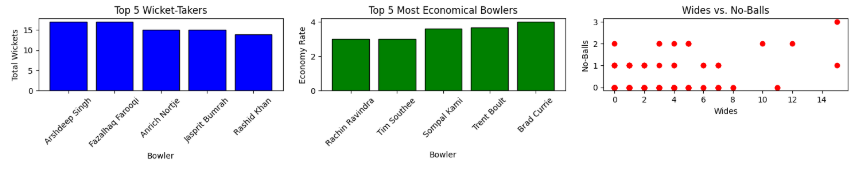 Top 5 Wicket-Takers
Total Wickets
15
10
5
0
Arshdeep Singh
Fazalhaq Farooqi
Anrich Nortje
Jasprit Bumrah
Rashid Khan
Bowler
Top 5 Most Economical Bowlers
Economy Rate
4
2
0
Rachin Ravindra
Tim Southee
Sompal Kami
Trent Boult
Brad Currie
Bowler
Wides vs. No-Balls
No-Balls
3
2
1
0
0 2 4 6 8 10 12 14
Wides